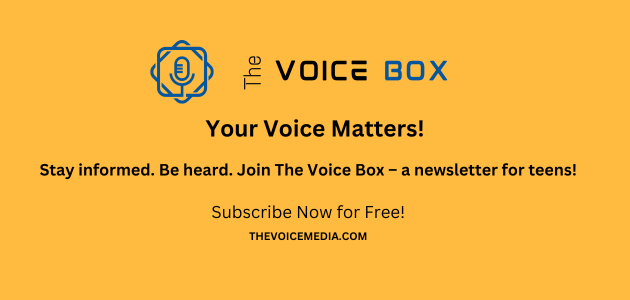 The VOICE BOX
Your Voice Matters!
Stay informed. Be heard. Join The Voice Box – a newsletter for teens!
Subscribe Now for Free!
THEVOICEMEDIA.COM